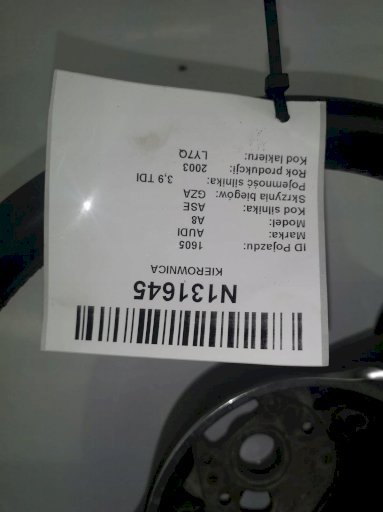 N131645
KIEROWNICA
ID Pojazdu: 1605
Marka: AUDI
Model: A8
Kod silnika: ASE
Skrzynia biegów: GZA
Pojemność silnika: 3,9 TDI
Rok produkcji: 2003
Kod lakieru: LY7Q